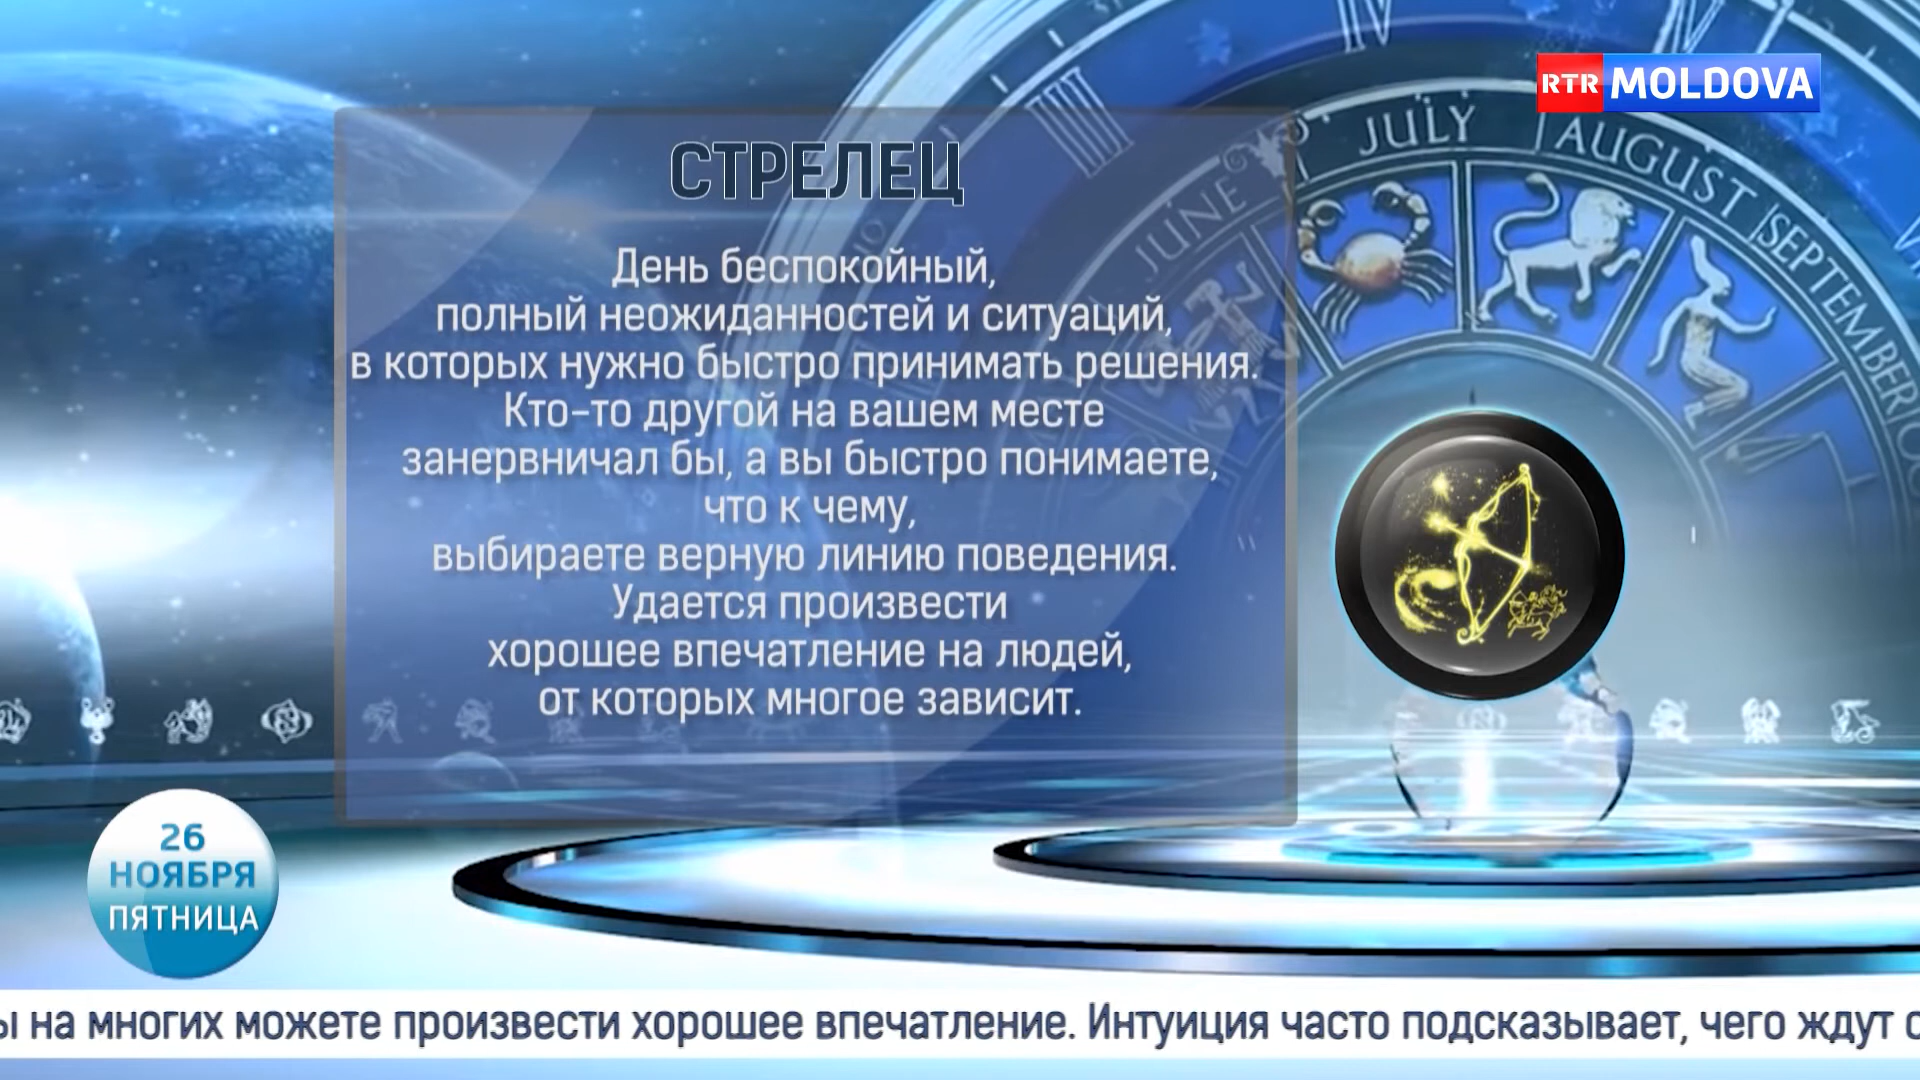 RTR MOLDOVA
JUNE
JULY
AUGUST
SEPTEMBER
СТРЕЛЕЦ
День беспокойный,
полный неожиданностей и ситуаций,
в которых нужно быстро принимать решения.
Кто-то другой на вашем месте
занервничал бы, а вы быстро понимаете,
что к чему,
выбираете верную линию поведения.
Удается произвести
хорошее впечатление на людей,
от которых многое зависит.
26
НОЯБРЯ
ПЯТНИЦА
на многих можете произвести хорошее впечатление. Интуиция часто подсказывает, чего ждут